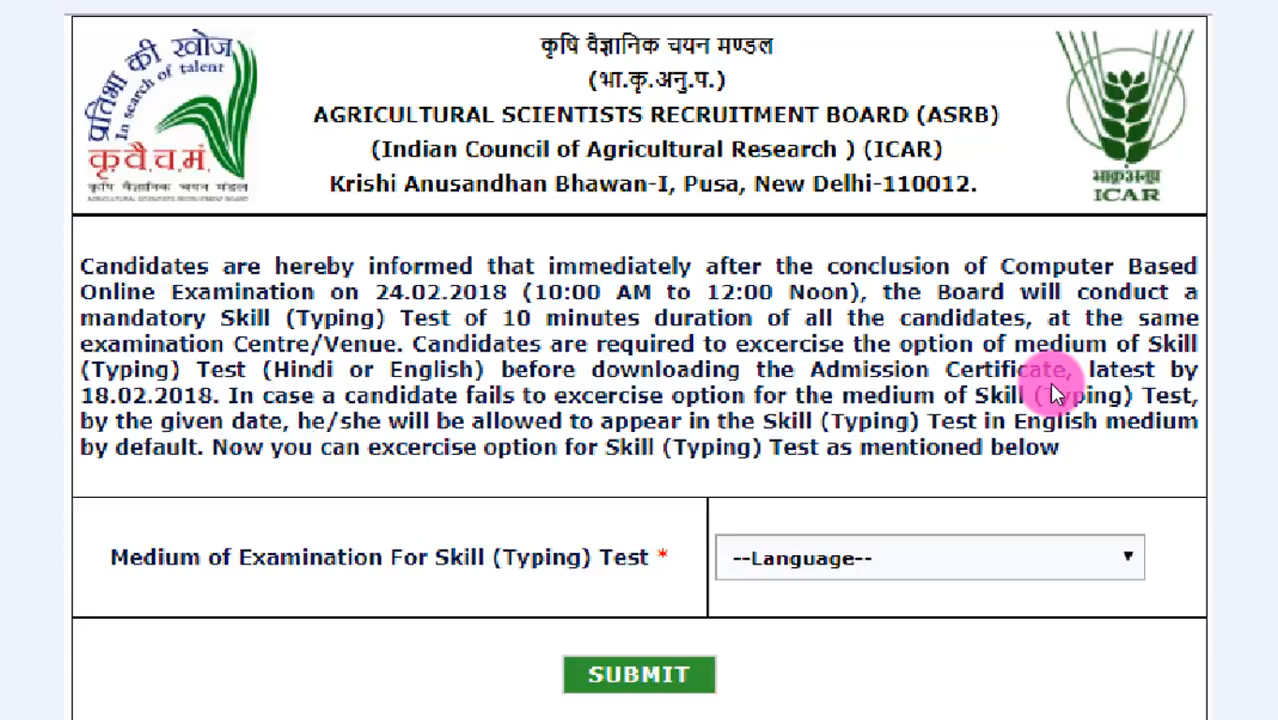 प्रतिभा की खोज
In search of talent
कृ.वै.च.मं.
कृषि वैज्ञानिक चयन मंडल
AGRICULTURAL SCIENTISTS RECRUITMENT BOARD
कृषि वैज्ञानिक चयन मण्डल
(भा.कृ.अनु.प.)
AGRICULTURAL SCIENTISTS RECRUITMENT BOARD (ASRB)
(Indian Council of Agricultural Research ) (ICAR)
Krishi Anusandhan Bhawan-I, Pusa, New Delhi-110012.
भाकृअनुप
ICAR
Candidates are hereby informed that immediately after the conclusion of Computer Based
Online Examination on 24.02.2018 (10:00 AM to 12:00 Noon), the Board will conduct a
mandatory Skill (Typing) Test of 10 minutes duration of all the candidates, at the same
examination Centre/Venue. Candidates are required to excercise the option of medium of Skill
(Typing) Test (Hindi or English) before downloading the Admission Certificate, latest by
18.02.2018. In case a candidate fails to excercise option for the medium of Skill (Typing) Test,
by the given date, he/she will be allowed to appear in the Skill (Typing) Test in English medium
by default. Now you can excercise option for Skill (Typing) Test as mentioned below
Medium of Examination For Skill (Typing) Test *
--Language--
SUBMIT